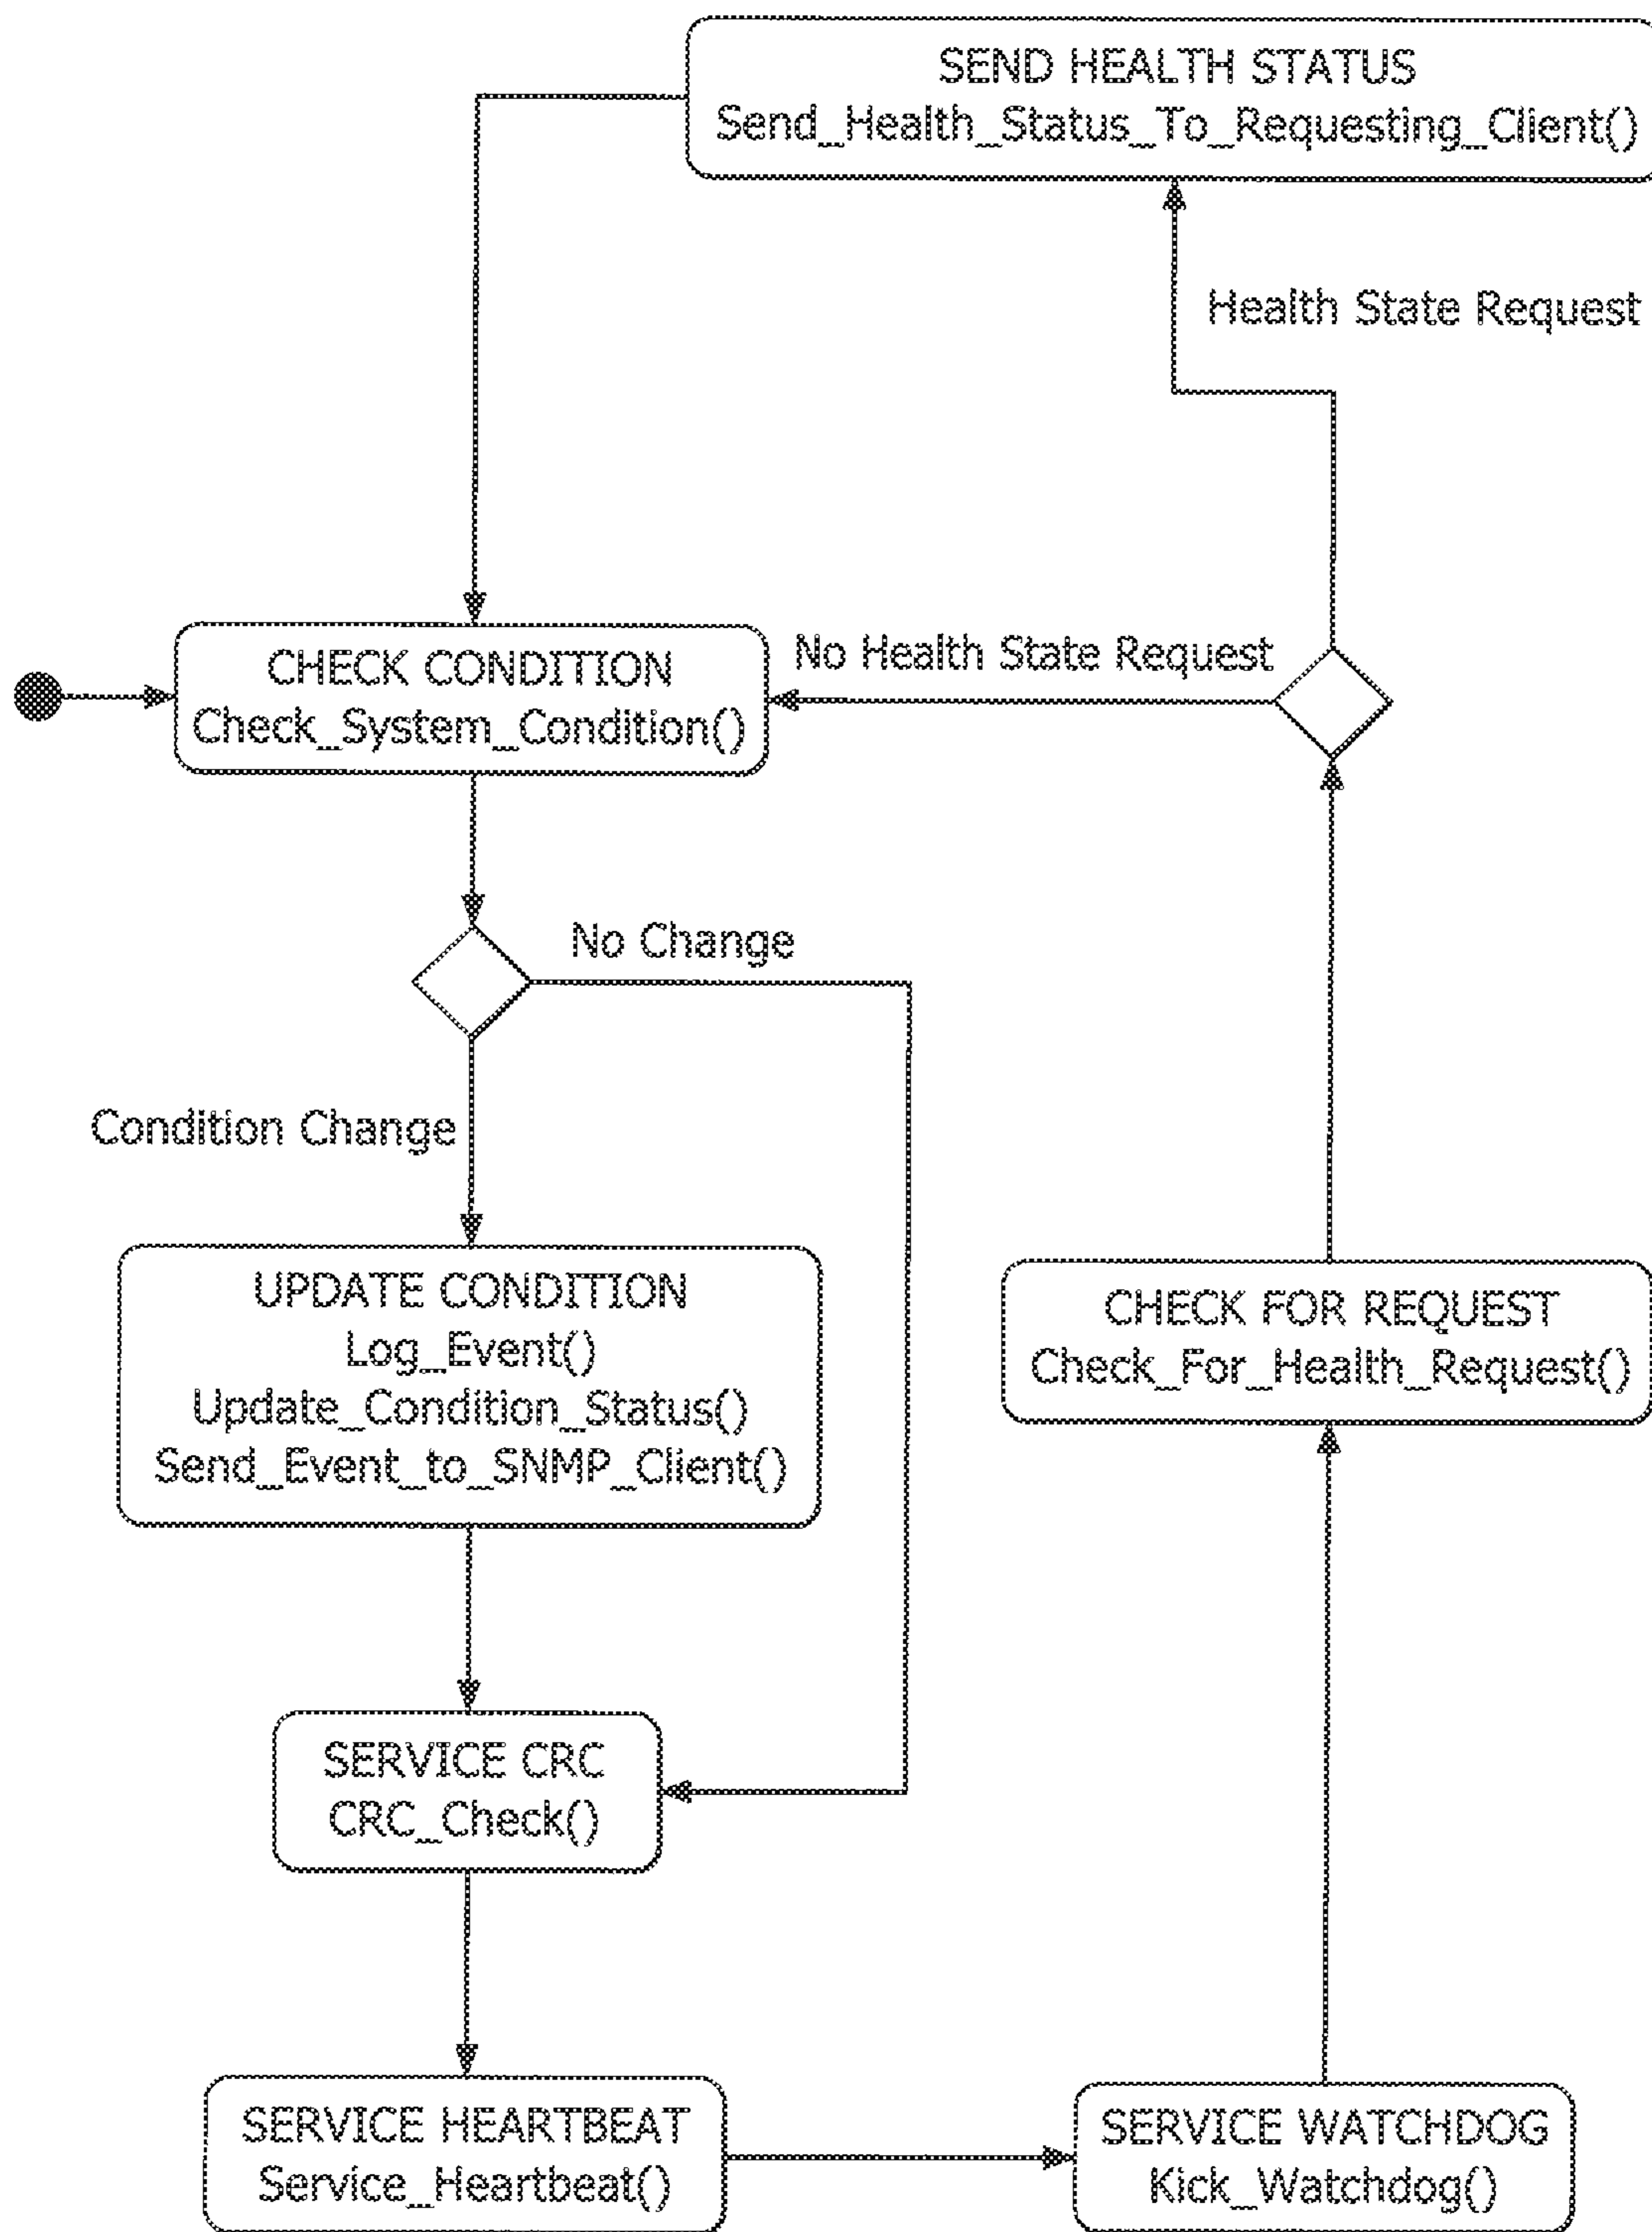 SEND HEALTH STATUS
Send_Health_Status_To_Requesting_Client()
Health State Request
CHECK CONDITION
Check_System_Condition()
No Health State Request
No Change
Condition Change
UPDATE CONDITION
Log_Event()
Update_Condition_Status()
Send_Event_to_SNMP_Client()
CHECK FOR REQUEST
Check_For_Health_Request()
SERVICE CRC
CRC_Check()
SERVICE HEARTBEAT
Service_Heartbeat()
SERVICE WATCHDOG
Kick_Watchdog()